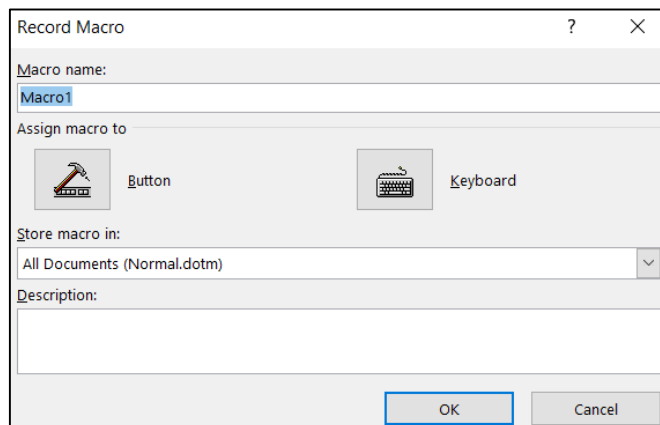 Record Macro ?
Macro name:
Macro1
Assign macro to
Button Keyboard
Store macro in:
All Documents (Normal.dotm)
Description:
OK Cancel